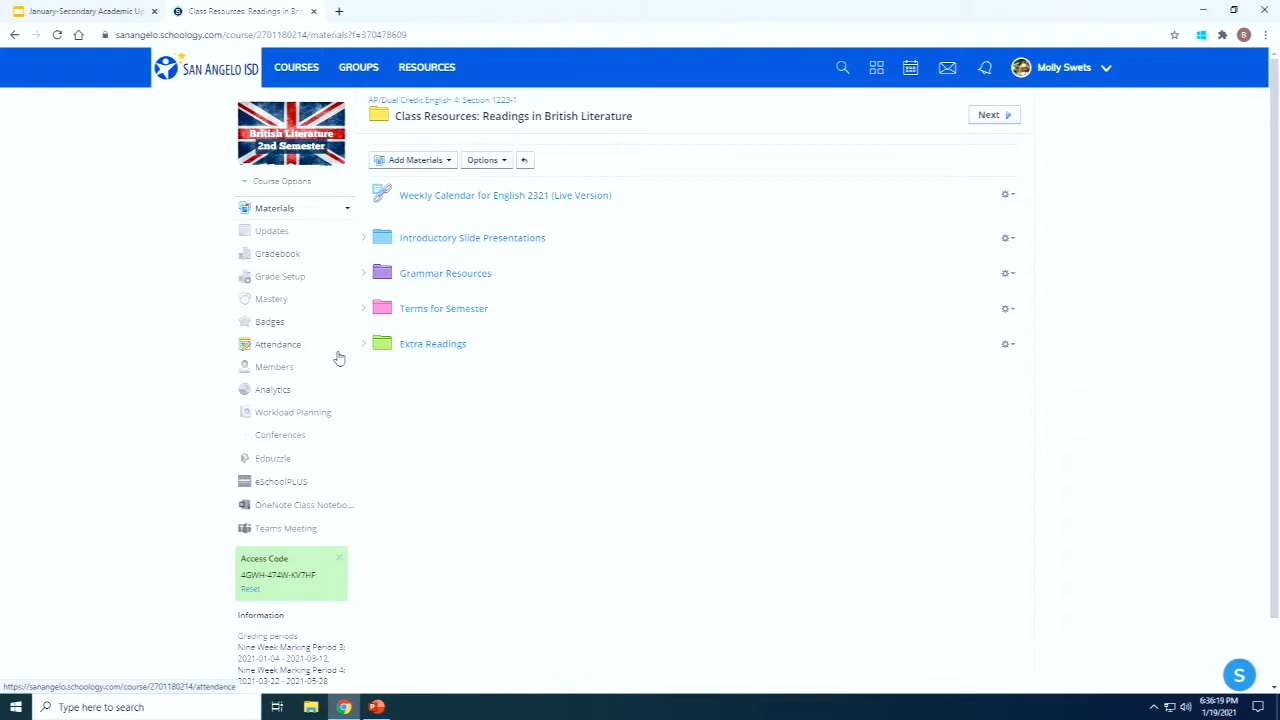 January-Secondary Academic Up
Class Resources: Readings in Bri
sanangelo.schoology.com/course/2701180214/materials?f=370478609
B
SAN ANGELO ISD
COURSES
GROUPS
RESOURCES
Molly Swets
British Literature
2nd Semester
AP/Dual Credit English 4: Section 1223-1
Class Resources: Readings in British Literature
Next
Course Options
Add Materials
Options
Materials
Updates
Gradebook
Grade Setup
Mastery
Badges
Attendance
Members
Analytics
Workload Planning
Conferences
Edpuzzle
eSchoolPLUS
OneNote Class Notebo...
Teams Meeting
Weekly Calendar for English 2321 (Live Version)
Introductory Slide Presentations
Grammar Resources
Terms for Semester
Extra Readings
Access Code
4GWH-474W-KV7HF
Reset
Information
Grading periods
Nine Week Marking Period 3:
2021-01-04 - 2021-03-12,
Nine Week Marking Period 4:
2021-03-22 - 2021-05-28
S
https://sanangelo.schoology.com/course/2701180214/attendance
Type here to search
6:36:19 PM
1/19/2021